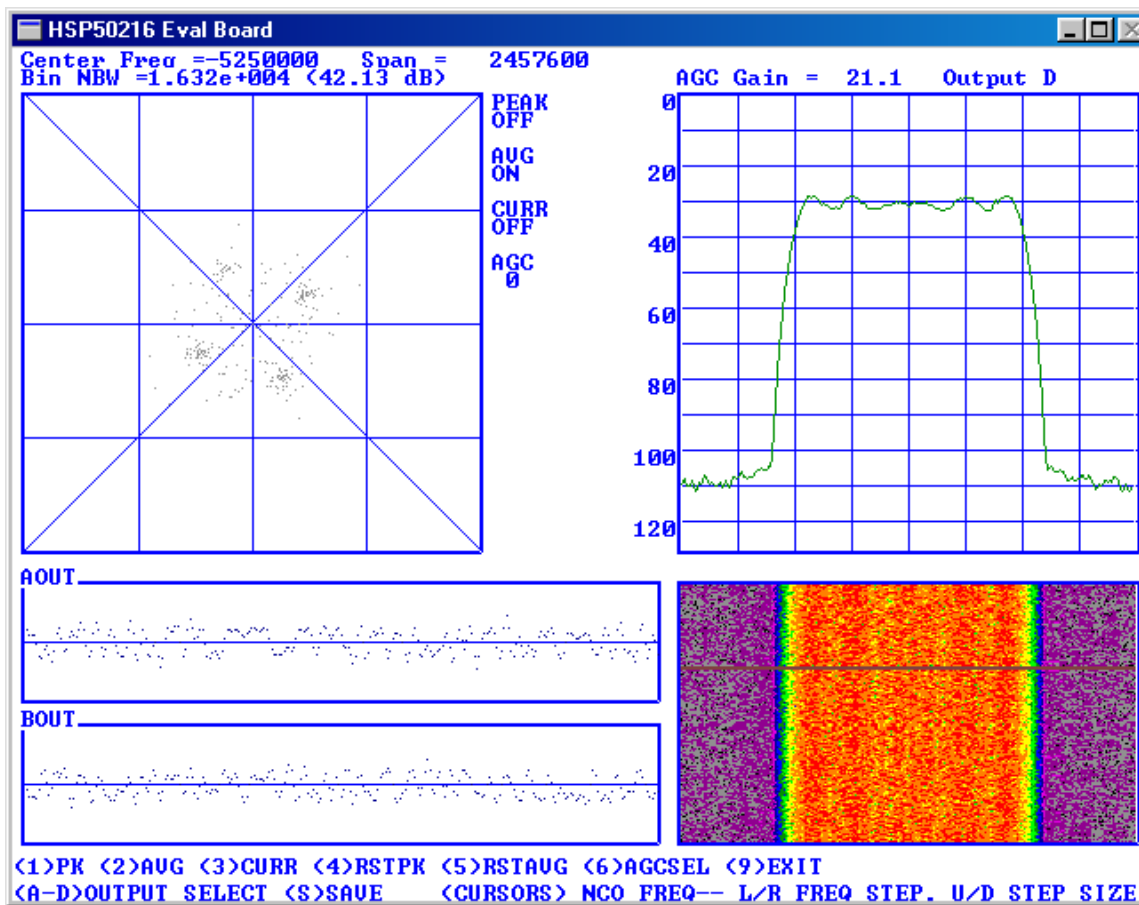 HSP50216 Eval Board
Center Freq =-5250000 Span = 2457600
Bin NBW =1.632e+004 (42.13 dB)
AGC Gain = 21.1 Output D
PEAK
OFF
AVG
ON
CURR
OFF
AGC
0
0
20
40
60
80
100
120
AOUT
BOUT
(1)PK (2)AVG (3)CURR (4)RSTPK (5)RSTAVG (6)AGCSEL (9)EXIT
(A-D)OUTPUT SELECT (S)SAVE (CURSORS) NCO FREQ-- L/R FREQ STEP. U/D STEP SIZE